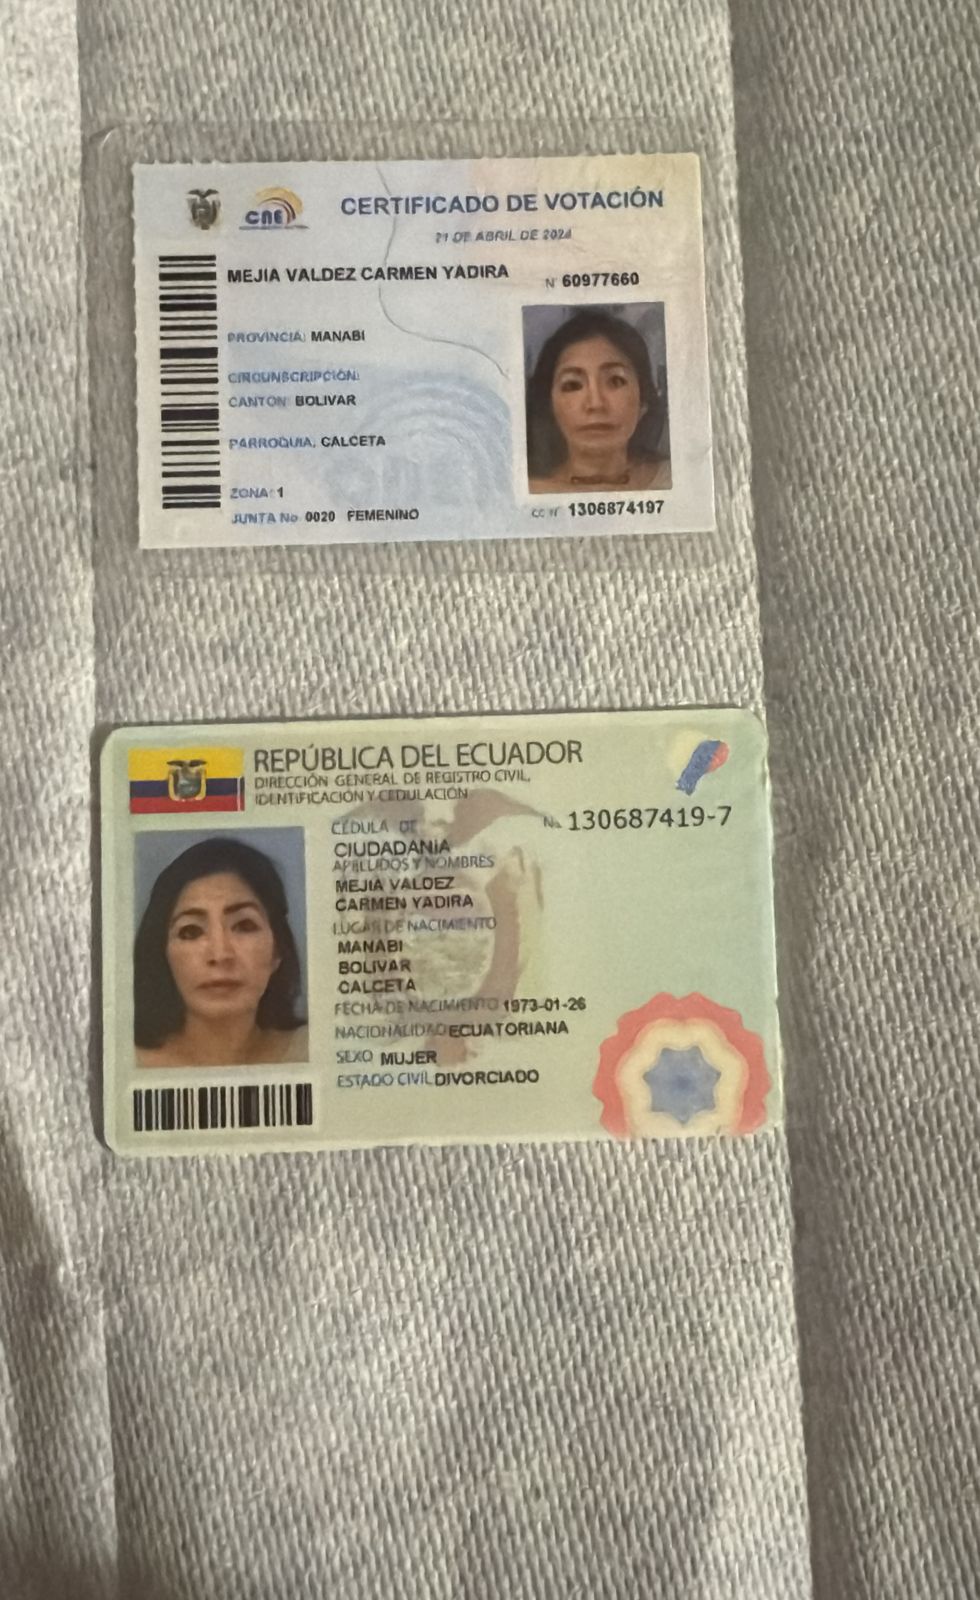 CNE
CERTIFICADO DE VOTACIÓN
21 DE ABRIL DE 2024
MEJIA VALDEZ CARMEN YADIRA
N° 60977660
PROVINCIA: MANABI
CIRCUNSCRIPCIÓN:
CANTON: BOLIVAR
PARROQUIA: CALCETA
ZONA: 1
JUNTA No. 0020 FEMENINO
CC N° 1306874197
REPÚBLICA DEL ECUADOR
DIRECCIÓN GENERAL DE REGISTRO CIVIL,
IDENTIFICACIÓN Y CEDULACIÓN
CÉDULA DE
No. 130687419-7
CIUDADANÍA
APELLIDOS Y NOMBRES
MEJIA VALDEZ
CARMEN YADIRA
LUGAR DE NACIMIENTO
MANABI
BOLIVAR
CALCETA
FECHA DE NACIMIENTO 1973-01-26
NACIONALIDAD ECUATORIANA
SEXO MUJER
ESTADO CIVIL DIVORCIADO